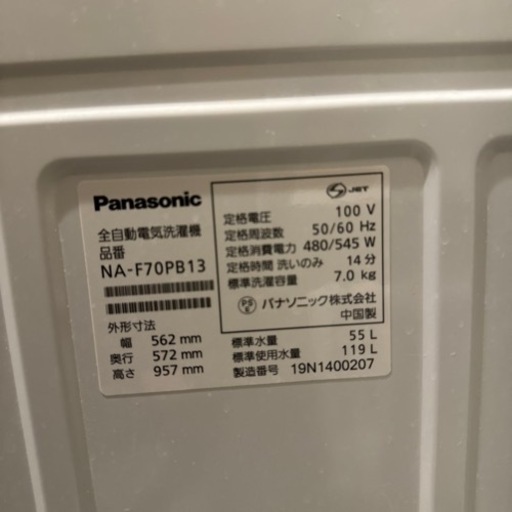 Panasonic
全自動電気洗濯機
品番
NA-F70PB13
外形寸法
幅 562 mm
奥行 572 mm
高さ 957 mm
S JET
定格電圧 100 V
定格周波数 50/60 Hz
定格消費電力 480/545 W
定格時間 洗いのみ 14 分
標準洗濯容量 7.0 kg
PSE パナソニック株式会社
中国製
標準水量 55 L
標準使用水量 119 L
製造番号 19N1400207